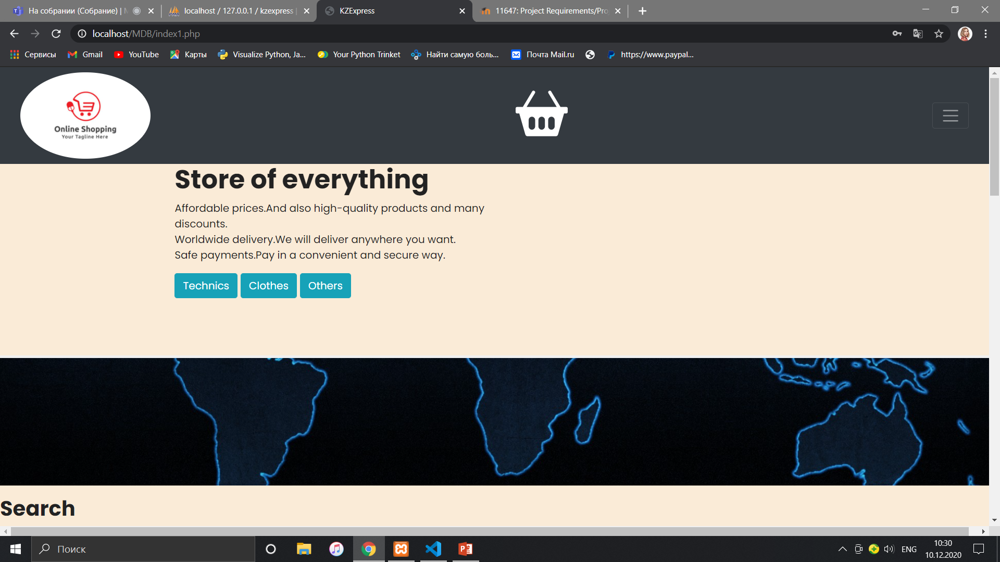 На собрании (Собрание) | M
localhost / 127.0.0.1 / kzexpress |
KZExpress
11647: Project Requirements/Pro
localhost/MDB/index1.php
Сервисы
Gmail
YouTube
Карты
Visualize Python, Ja...
Your Python Trinket
Найти самую боль...
Почта Mail.ru
https://www.paypal...
Online Shopping
Your Tagline Here
Store of everything
Affordable prices.And also high-quality products and many
discounts.
Worldwide delivery.We will deliver anywhere you want.
Safe payments.Pay in a convenient and secure way.
Technics
Clothes
Others
Search
Поиск
ENG
10:30
10.12.2020